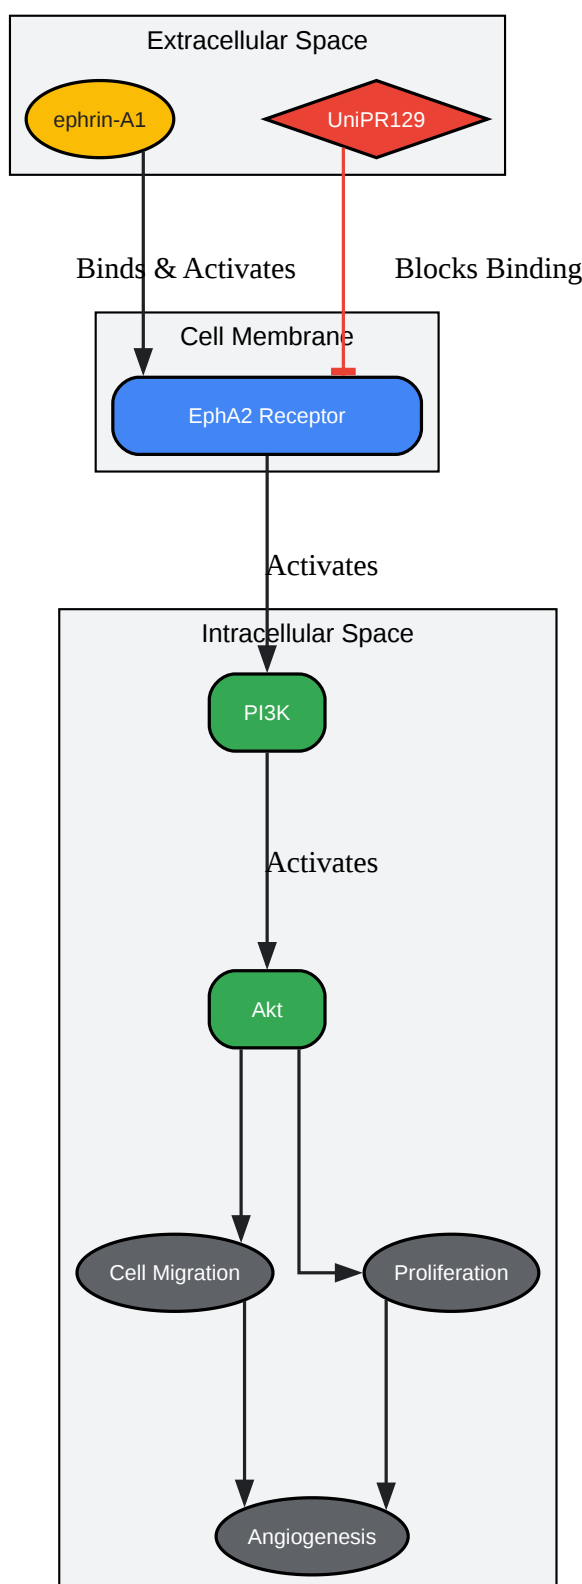 Extracellular Space
ephrin-A1
UniPR129
Binds & Activates
Blocks Binding
Cell Membrane
EphA2 Receptor
Activates
Intracellular Space
PI3K
Activates
Akt
Cell Migration
Proliferation
Angiogenesis